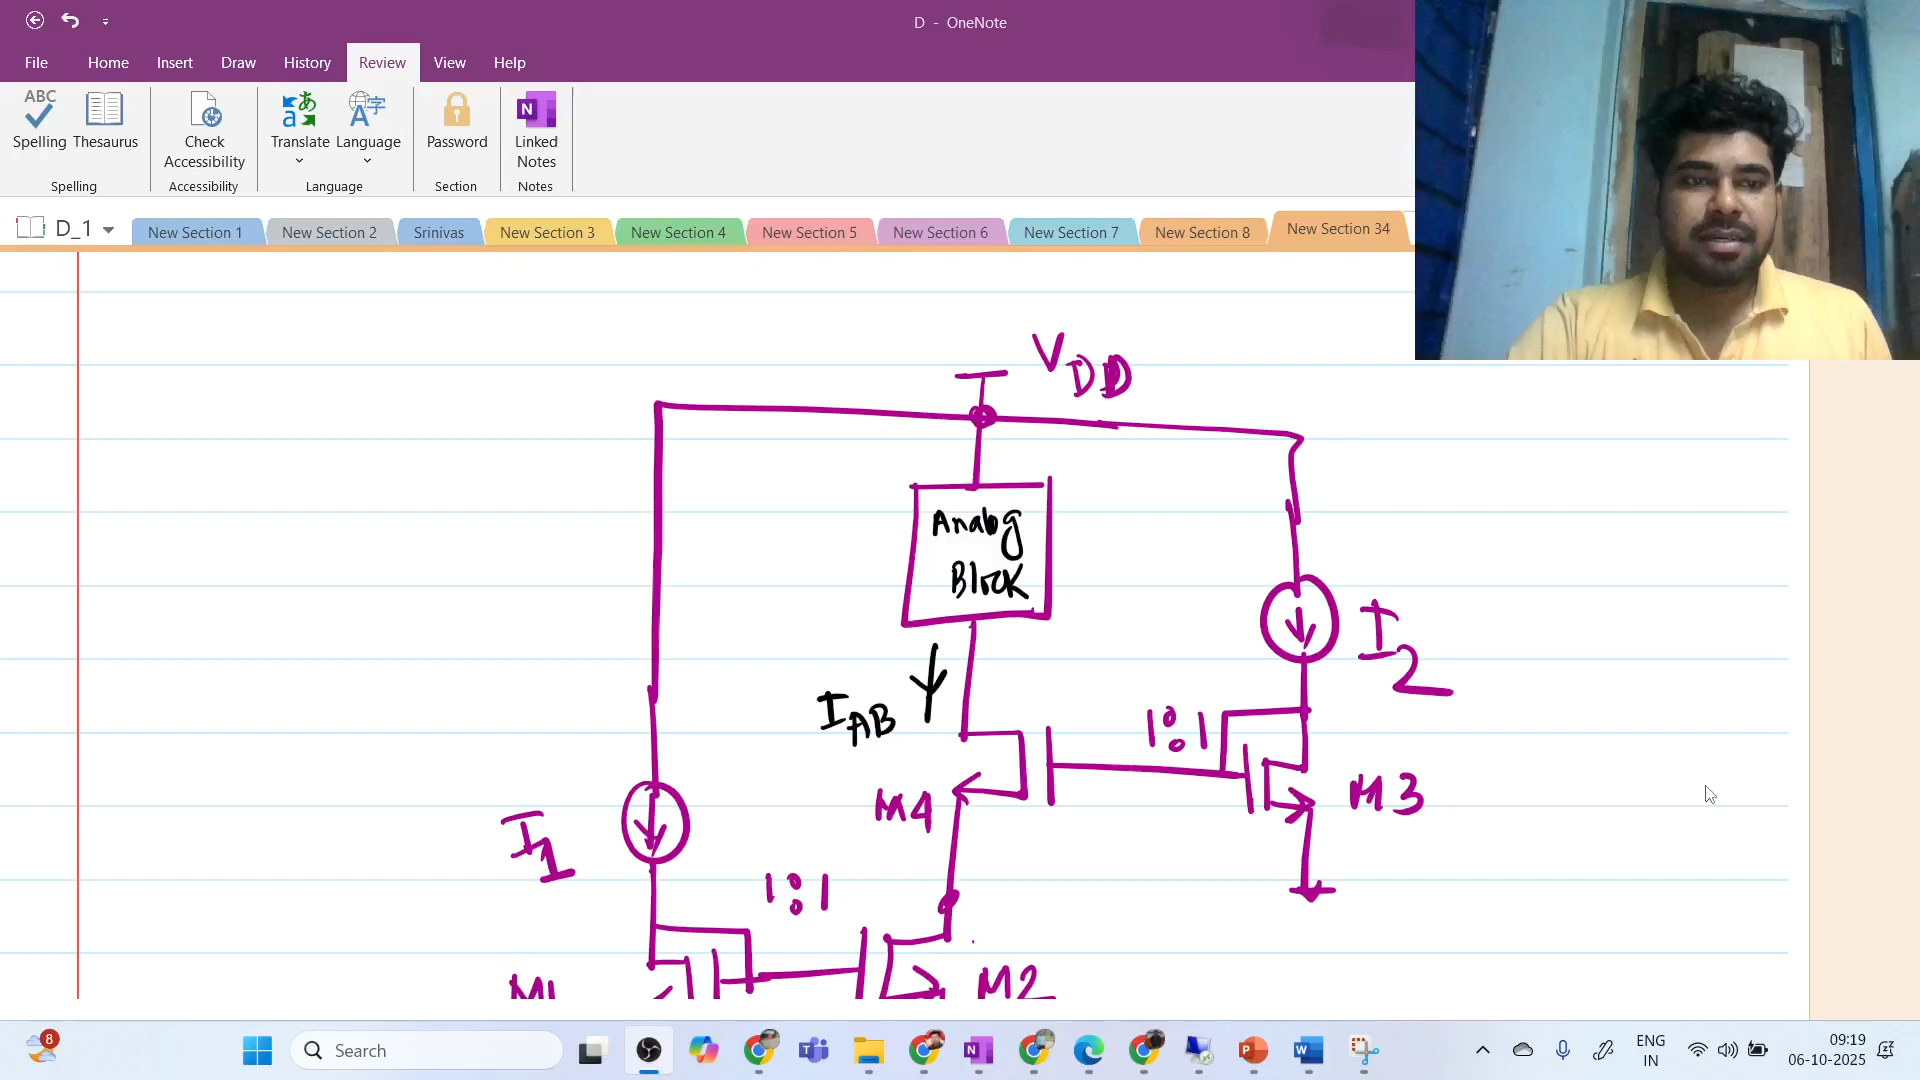 D - OneNote
File Home Insert Draw History Review View Help
Spelling Thesaurus Check Accessibility Translate Language Password Linked Notes
Spelling Accessibility Language Section Notes
D_1 New Section 1 New Section 2 Srinivas New Section 3 New Section 4 New Section 5 New Section 6 New Section 7 New Section 8 New Section 34
VDD
Analog
Block
I2
IAB
1:1
M4
M3
I1
1:1
M1
M2
8
Search
ENG
IN
09:19
06-10-2025